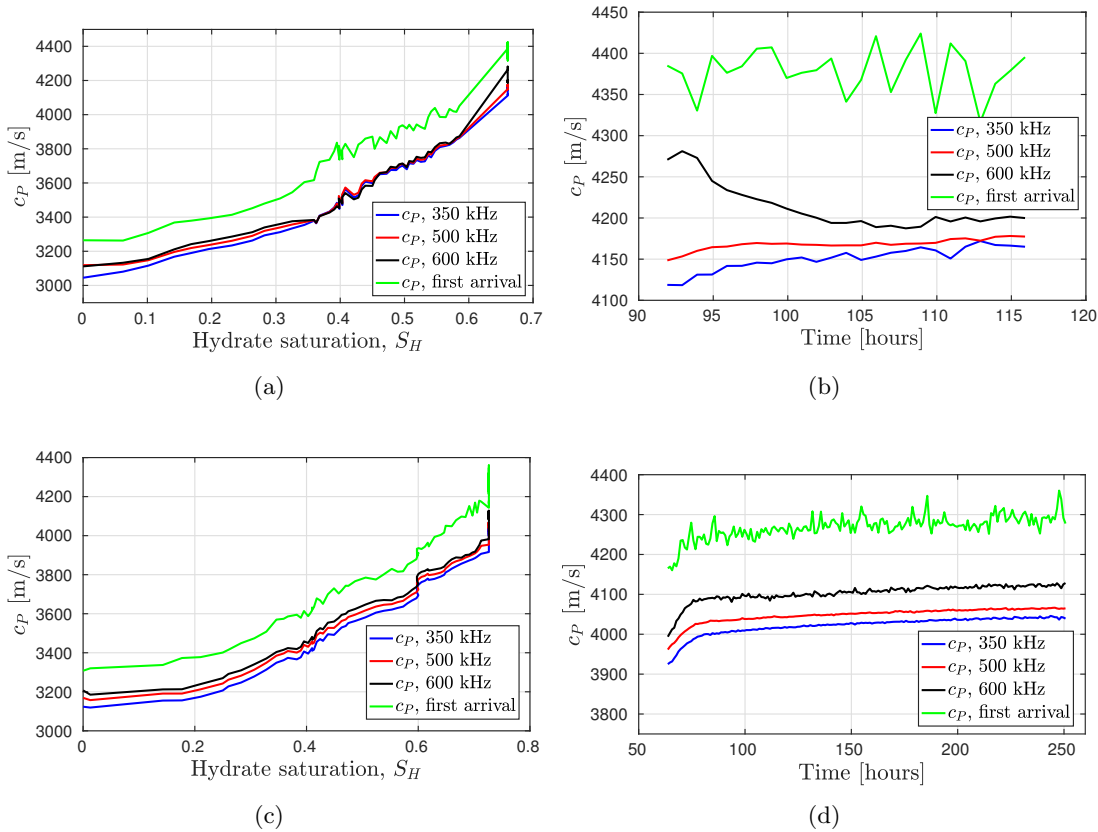 4400
4200
4000
3800
3600
3400
3200
3000
c_P [m/s]
c_P, 350 kHz
c_P, 500 kHz
c_P, 600 kHz
c_P, first arrival
0 0.1 0.2 0.3 0.4 0.5 0.6 0.7
Hydrate saturation, S_H
(a)
4450
4400
4350
4300
4250
4200
4150
4100
c_P [m/s]
c_P, 350 kHz
c_P, 500 kHz
c_P, 600 kHz
c_P, first arrival
90 95 100 105 110 115 120
Time [hours]
(b)
4400
4200
4000
3800
3600
3400
3200
3000
c_P [m/s]
c_P, 350 kHz
c_P, 500 kHz
c_P, 600 kHz
c_P, first arrival
0 0.2 0.4 0.6 0.8
Hydrate saturation, S_H
(c)
4400
4300
4200
4100
4000
3900
3800
c_P [m/s]
c_P, 350 kHz
c_P, 500 kHz
c_P, 600 kHz
c_P, first arrival
50 100 150 200 250
Time [hours]
(d)